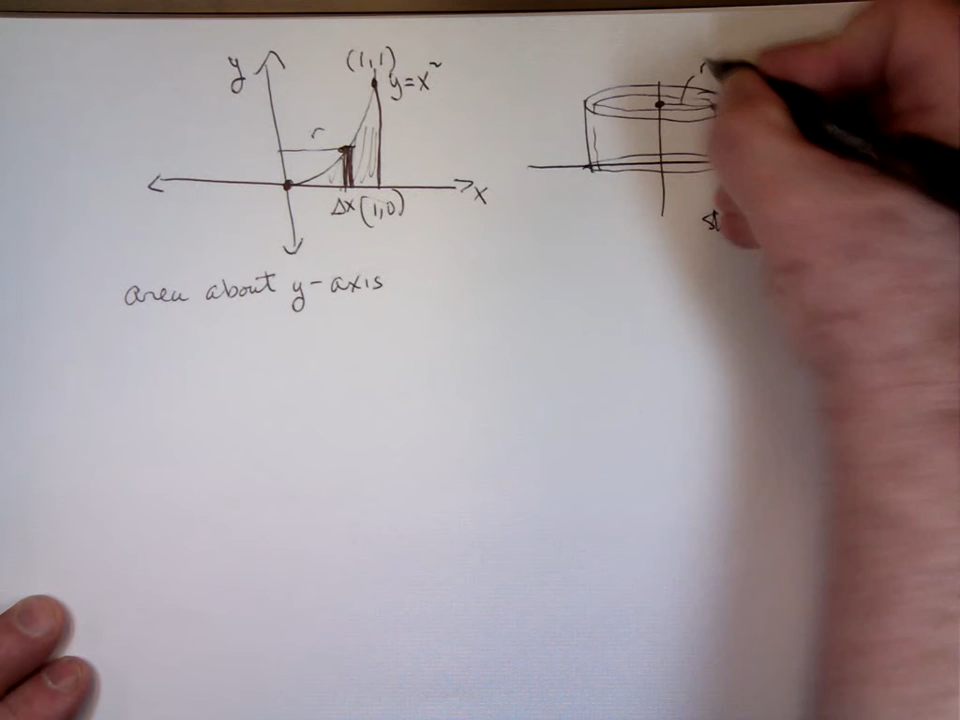 y
(1,1)
y=x²
r
r
x
Δx (1,0)
area about y-axis